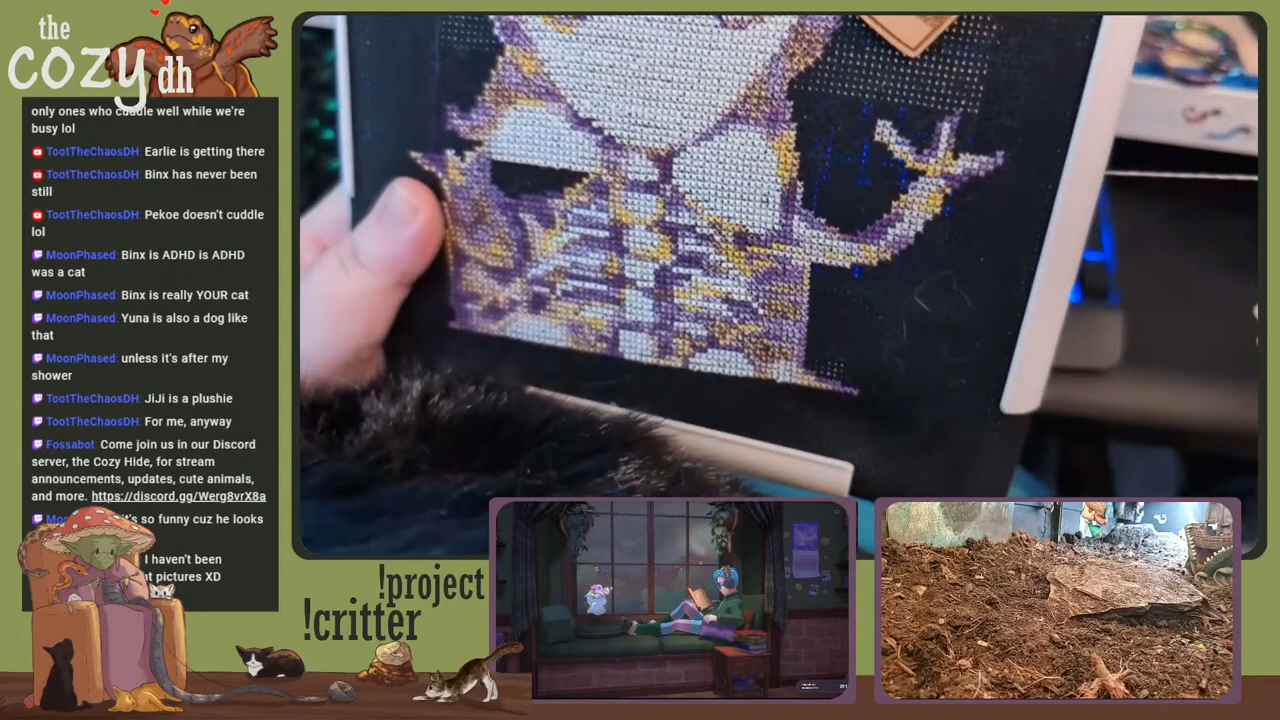 the
cozy dh
only ones who cuddle well while we're
busy lol
TootTheChaosDH: Earlie is getting there
TootTheChaosDH: Binx has never been
still
TootTheChaosDH: Pekoe doesn't cuddle
lol
MoonPhased: Binx is ADHD is ADHD
was a cat
MoonPhased: Binx is really YOUR cat
MoonPhased: Yuna is also a dog like
that
MoonPhased: unless it's after my
shower
TootTheChaosDH: JiJi is a plushie
TootTheChaosDH: For me, anyway
Fossabot: Come join us in our Discord
server, the Cozy Hide, for stream
announcements, updates, cute animals,
and more. https://discord.gg/Werg8vrX8a
so funny cuz he looks
I haven't been
pictures XD
!project
!critter